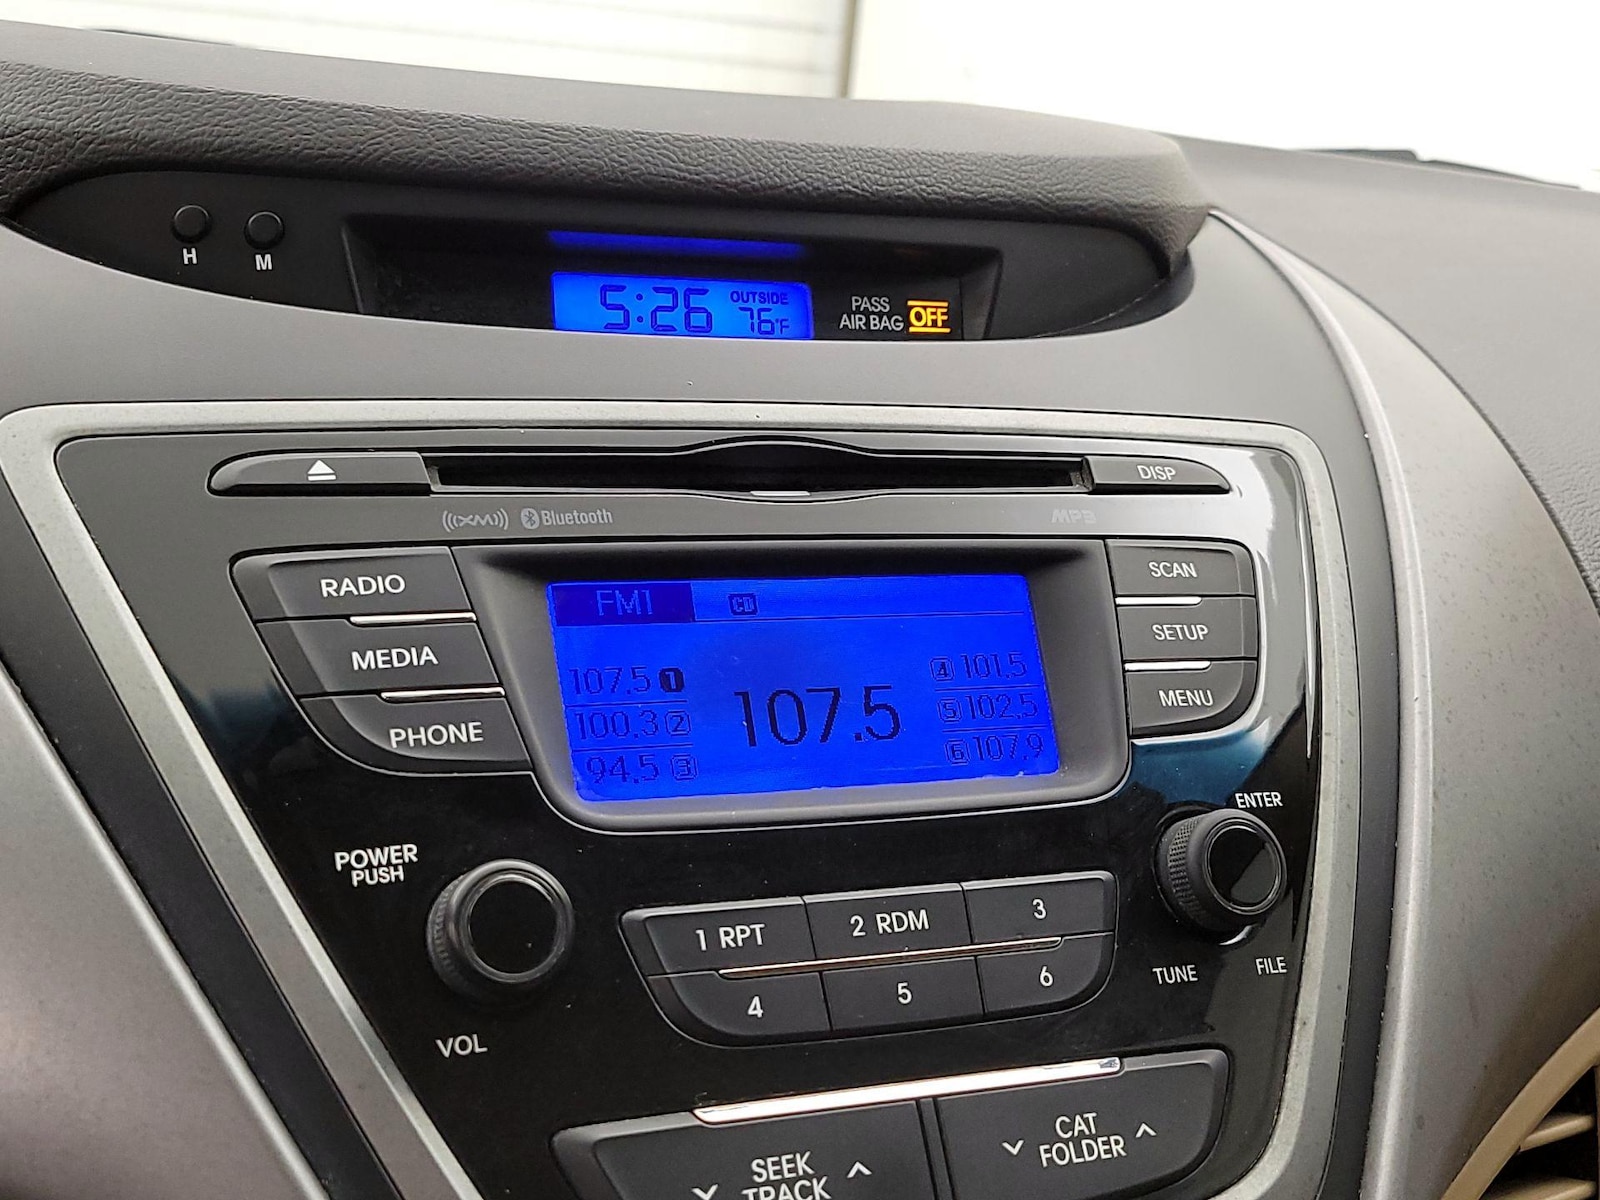 H
M
5:26
OUTSIDE
76°F
PASS
AIR BAG
OFF
DISP
((XM))
Bluetooth
MP3
RADIO
MEDIA
PHONE
FM1
CD
107.5 1
100.3 2
94.5 3
107.5
4 101.5
5 102.5
6 107.9
SCAN
SETUP
MENU
POWER
PUSH
VOL
1 RPT
2 RDM
3
4
5
6
ENTER
TUNE
FILE
SEEK
TRACK
CAT
FOLDER